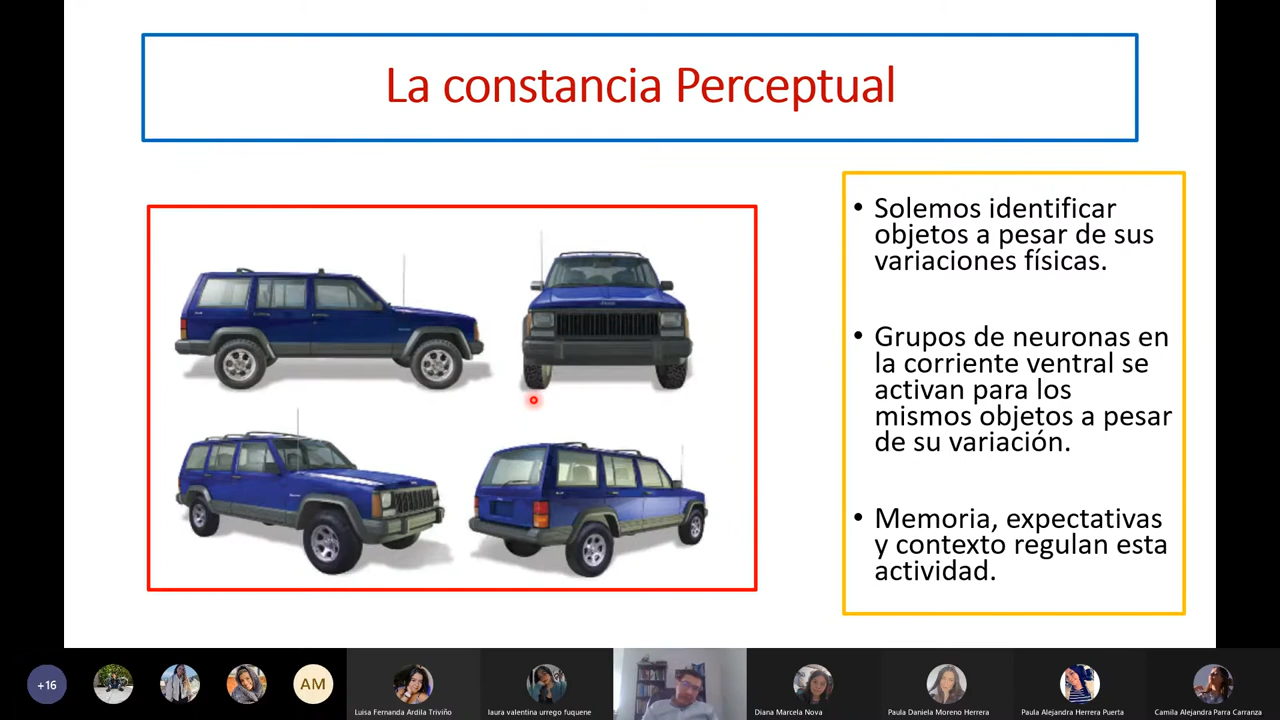 La constancia Perceptual
• Solemos identificar
objetos a pesar de sus
variaciones físicas.
• Grupos de neuronas en
la corriente ventral se
activan para los
mismos objetos a pesar
de su variación.
• Memoria, expectativas
y contexto regulan esta
actividad.
+16
AM
Luisa Fernanda Ardila Triviño
laura valentina urrego fuquene
Diana Marcela Nova
Paula Daniela Moreno Herrera
Paula Alejandra Herrera Puerta
Camila Alejandra Parra Carranza